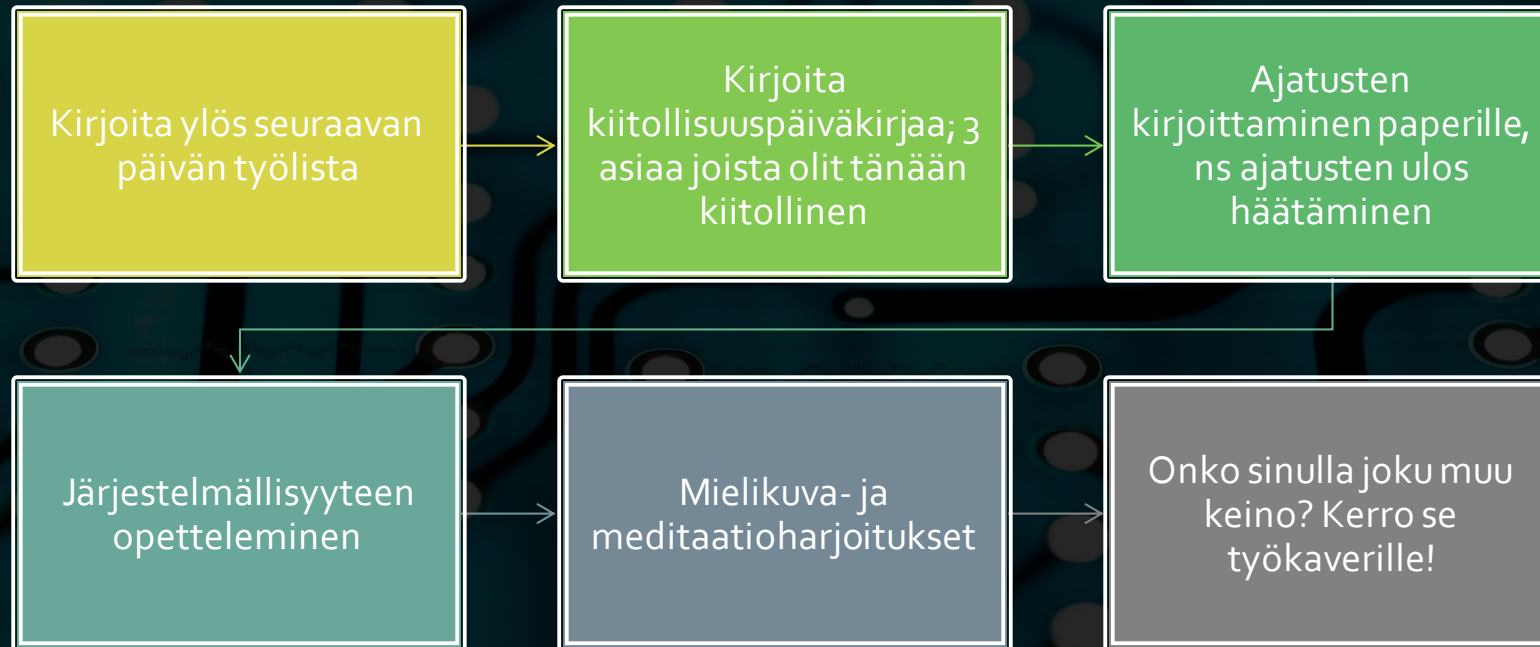 Kirjoita ylös seuraavan
päivän työlista
Kirjoita
kiitollisuuspäiväkirjaa; 3
asiaa joista olit tänään
kiitollinen
Ajatusten
kirjoittaminen paperille,
ns ajatusten ulos
häätäminen
Järjestelmällisyyteen
opetteleminen
Mielikuva- ja
meditaatioharjoitukset
Onko sinulla joku muu
keino? Kerro se
työkaverille!